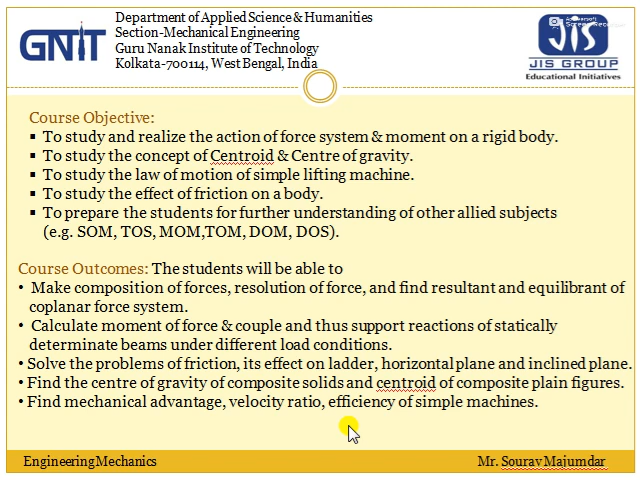 GNIT
Department of Applied Science & Humanities
Section-Mechanical Engineering
Guru Nanak Institute of Technology
Kolkata-700114, West Bengal, India
JIS
JIS GROUP
Educational Initiatives
Course Objective:
▪ To study and realize the action of force system & moment on a rigid body.
▪ To study the concept of Centroid & Centre of gravity.
▪ To study the law of motion of simple lifting machine.
▪ To study the effect of friction on a body.
▪ To prepare the students for further understanding of other allied subjects
(e.g. SOM, TOS, MOM,TOM, DOM, DOS).
Course Outcomes: The students will be able to
• Make composition of forces, resolution of force, and find resultant and equilibrant of
coplanar force system.
• Calculate moment of force & couple and thus support reactions of statically
determinate beams under different load conditions.
• Solve the problems of friction, its effect on ladder, horizontal plane and inclined plane.
• Find the centre of gravity of composite solids and centroid of composite plain figures.
• Find mechanical advantage, velocity ratio, efficiency of simple machines.
Engineering Mechanics
Mr. Sourav Majumdar